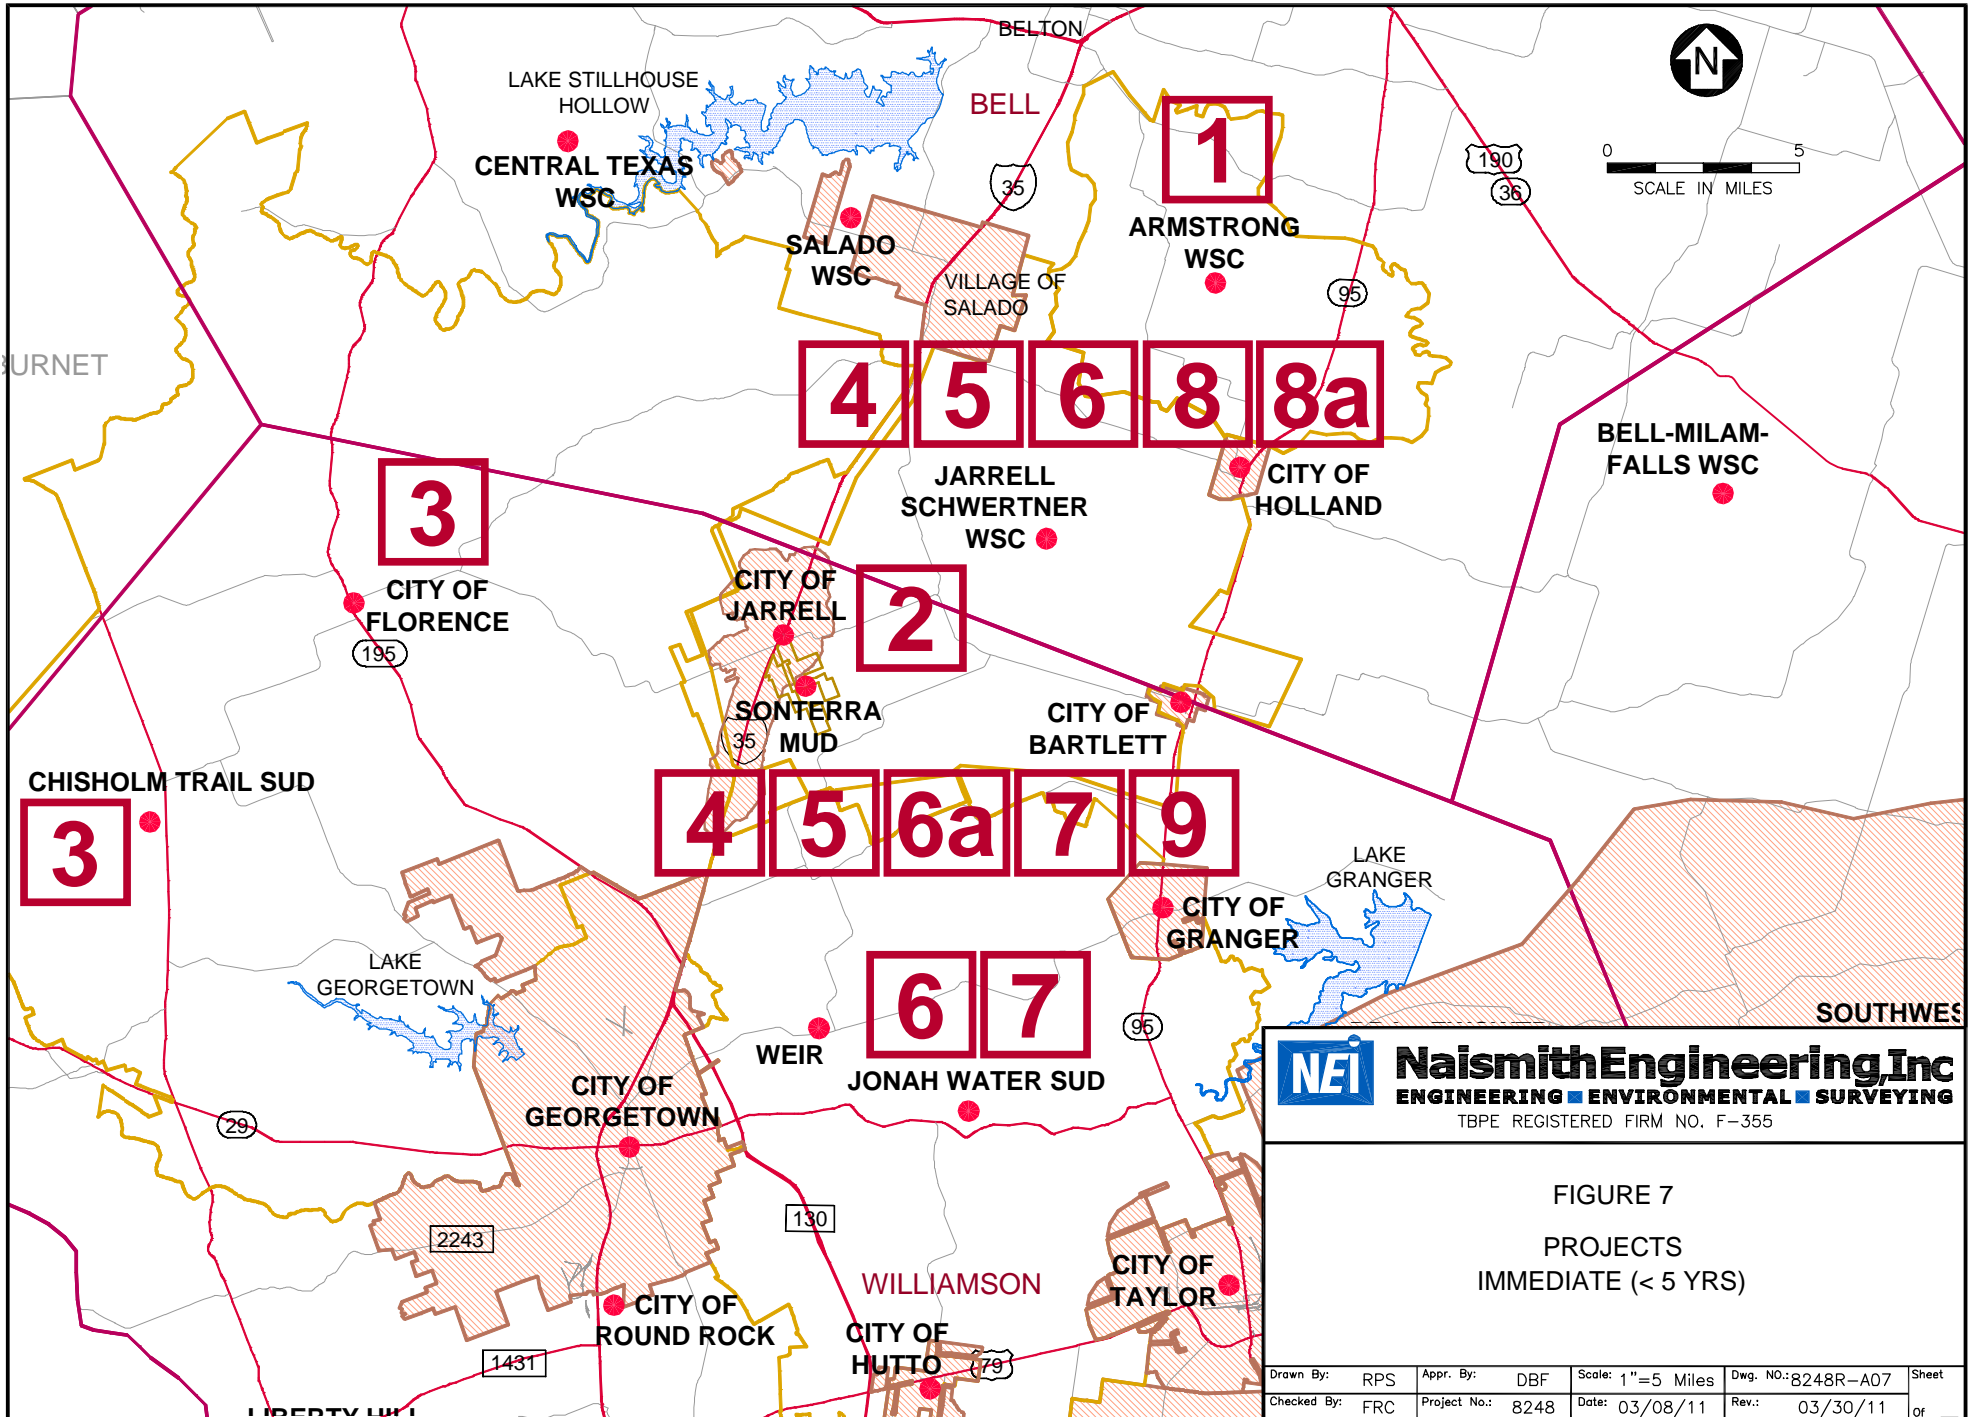 BELTON
LAKE STILLHOUSE
HOLLOW
BELL
N
1
0 5
SCALE IN MILES
190
36
CENTRAL TEXAS
WSC
35
SALADO
WSC
ARMSTRONG
WSC
VILLAGE OF
SALADO
95
URNET
4 5 6 8 8a
BELL-MILAM-
FALLS WSC
3
JARRELL
SCHWERTNER
WSC
CITY OF
HOLLAND
CITY OF
FLORENCE
CITY OF
JARRELL
2
195
SONTERRA
MUD
35
CITY OF
BARTLETT
CHISHOLM TRAIL SUD
3
4 5 6a 7 9
LAKE
GRANGER
CITY OF
GRANGER
LAKE
GEORGETOWN
6 7
95
SOUTHWES
WEIR
JONAH WATER SUD
CITY OF
GEORGETOWN
29
130
2243
WILLIAMSON
CITY OF
TAYLOR
CITY OF
ROUND ROCK
CITY OF
HUTTO
79
1431
LIBERTY HILL
NEi
NaismithEngineering,Inc
ENGINEERING ENVIRONMENTAL SURVEYING
TBPE REGISTERED FIRM NO. F-355
FIGURE 7
PROJECTS
IMMEDIATE (< 5 YRS)
Drawn By: RPS Appr. By: DBF Scale: 1"=5 Miles Dwg. NO.: 8248R-A07 Sheet
Checked By: FRC Project No.: 8248 Date: 03/08/11 Rev.: 03/30/11 Of